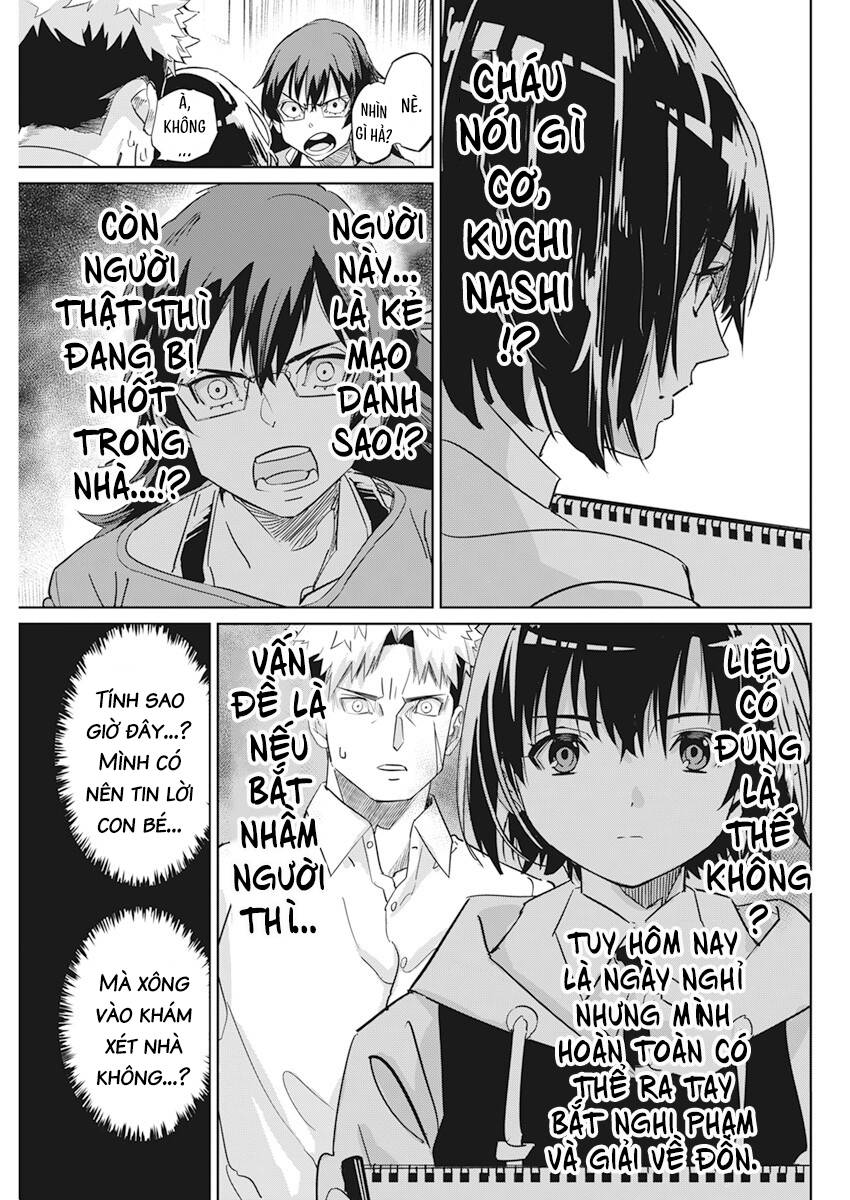 CHÁU
NÓI GÌ
CƠ,
KUCHI
NASHI
!?
NÈ.
NHÌN
GÌ HẢ?
À,
KHÔNG
...
NGƯỜI
NÀY...
LÀ KẺ
MẠO
DANH
SAO!?
CÒN
NGƯỜI
THẬT THÌ
ĐANG BỊ
NHỐT
TRONG
NHÀ...!?
LIỆU
CÓ
ĐÚNG
LÀ
THẾ
KHÔNG
?
VẤN
ĐỀ LÀ
NẾU
BẮT
NHẦM
NGƯỜI
THÌ...
TUY HÔM NAY
LÀ NGÀY NGHỈ
NHƯNG MÌNH
HOÀN TOÀN CÓ
THỂ RA TAY
BẮT NGHI PHẠM
VÀ GIẢI VỀ ĐỒN.
TÍNH SAO
GIỜ ĐÂY...?
MÌNH CÓ
NÊN TIN LỜI
CON BÉ...
MÀ XÔNG
VÀO KHÁM
XÉT NHÀ
KHÔNG...?